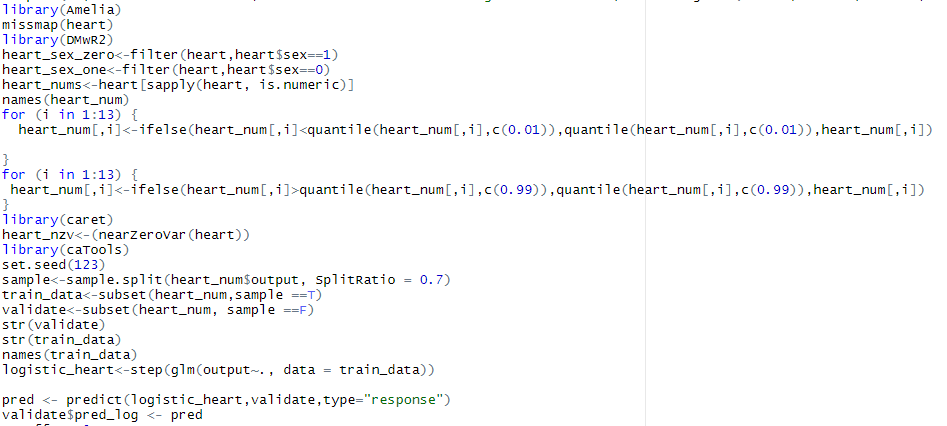 library(Amelia)
missmap(heart)
library(DMwR2)
heart_sex_zero<-filter(heart,heart$sex==1)
heart_sex_one<-filter(heart,heart$sex==0)
heart_nums<-heart[sapply(heart, is.numeric)]
names(heart_num)
for (i in 1:13) {
  heart_num[,i]<-ifelse(heart_num[,i]<quantile(heart_num[,i],c(0.01)),quantile(heart_num[,i],c(0.01)),heart_num[,i])
}
for (i in 1:13) {
 heart_num[,i]<-ifelse(heart_num[,i]>quantile(heart_num[,i],c(0.99)),quantile(heart_num[,i],c(0.99)),heart_num[,i])
}
library(caret)
heart_nzv<-(nearZeroVar(heart))
library(caTools)
set.seed(123)
sample<-sample.split(heart_num$output, SplitRatio = 0.7)
train_data<-subset(heart_num,sample ==T)
validate<-subset(heart_num, sample ==F)
str(validate)
str(train_data)
names(train_data)
logistic_heart<-step(glm(output~., data = train_data))
pred <- predict(logistic_heart,validate,type="response")
validate$pred_log <- pred